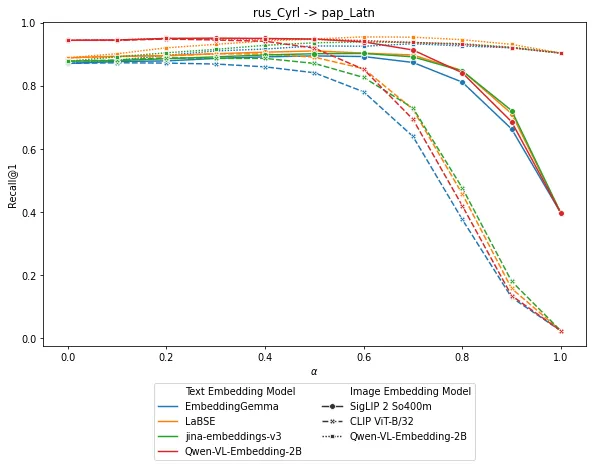 rus_Cyrl -> pap_Latn
1.0
0.8
0.6
0.4
0.2
0.0
Recall@1
0.0 0.2 0.4 0.6 0.8 1.0
α
Text Embedding Model Image Embedding Model
EmbeddingGemma SigLIP 2 So400m
LaBSE CLIP ViT-B/32
jina-embeddings-v3 Qwen-VL-Embedding-2B
Qwen-VL-Embedding-2B